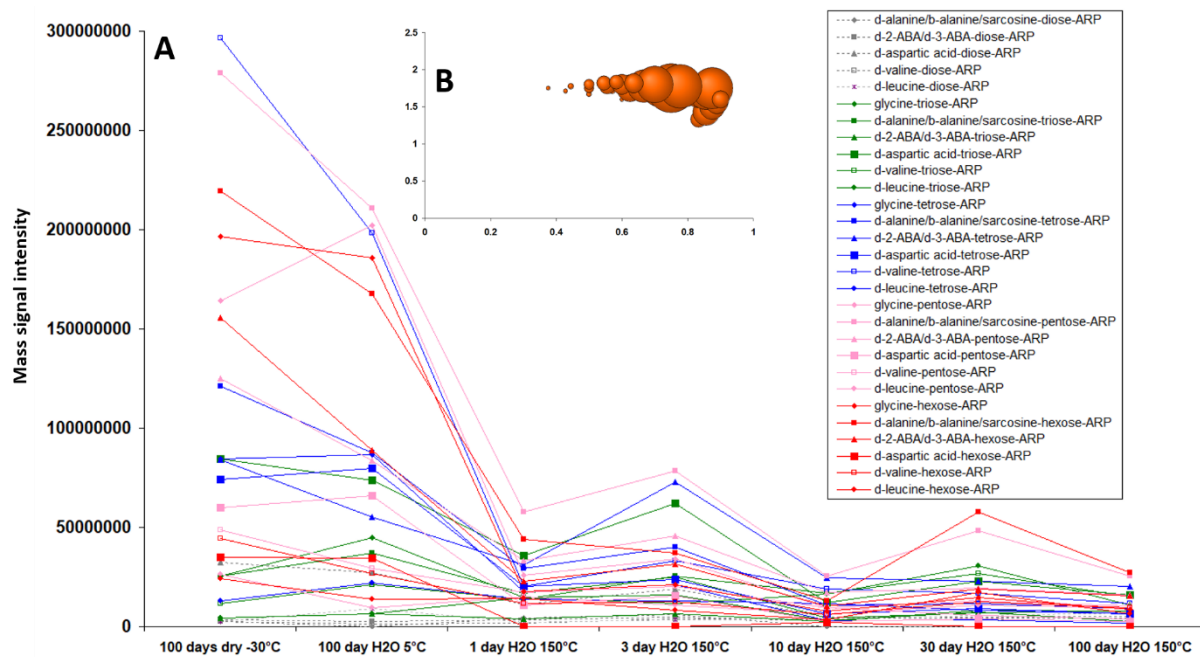 A
B
Mass signal intensity
300000000
250000000
200000000
150000000
100000000
50000000
0
100 days dry -30ºC
100 day H2O 5ºC
1 day H2O 150ºC
3 day H2O 150ºC
10 day H2O 150ºC
30 day H2O 150ºC
100 day H2O 150ºC
2.5
2
1.5
1
0.5
0
0
0.2
0.4
0.6
0.8
1
d-alanine/b-alanine/sarcosine-diose-ARP
d-2-ABA/d-3-ABA-diose-ARP
d-aspartic acid-diose-ARP
d-valine-diose-ARP
d-leucine-diose-ARP
glycine-triose-ARP
d-alanine/b-alanine/sarcosine-triose-ARP
d-2-ABA/d-3-ABA-triose-ARP
d-aspartic acid-triose-ARP
d-valine-triose-ARP
d-leucine-triose-ARP
glycine-tetrose-ARP
d-alanine/b-alanine/sarcosine-tetrose-ARP
d-2-ABA/d-3-ABA-tetrose-ARP
d-aspartic acid-tetrose-ARP
d-valine-tetrose-ARP
d-leucine-tetrose-ARP
glycine-pentose-ARP
d-alanine/b-alanine/sarcosine-pentose-ARP
d-2-ABA/d-3-ABA-pentose-ARP
d-aspartic acid-pentose-ARP
d-valine-pentose-ARP
d-leucine-pentose-ARP
glycine-hexose-ARP
d-alanine/b-alanine/sarcosine-hexose-ARP
d-2-ABA/d-3-ABA-hexose-ARP
d-aspartic acid-hexose-ARP
d-valine-hexose-ARP
d-leucine-hexose-ARP